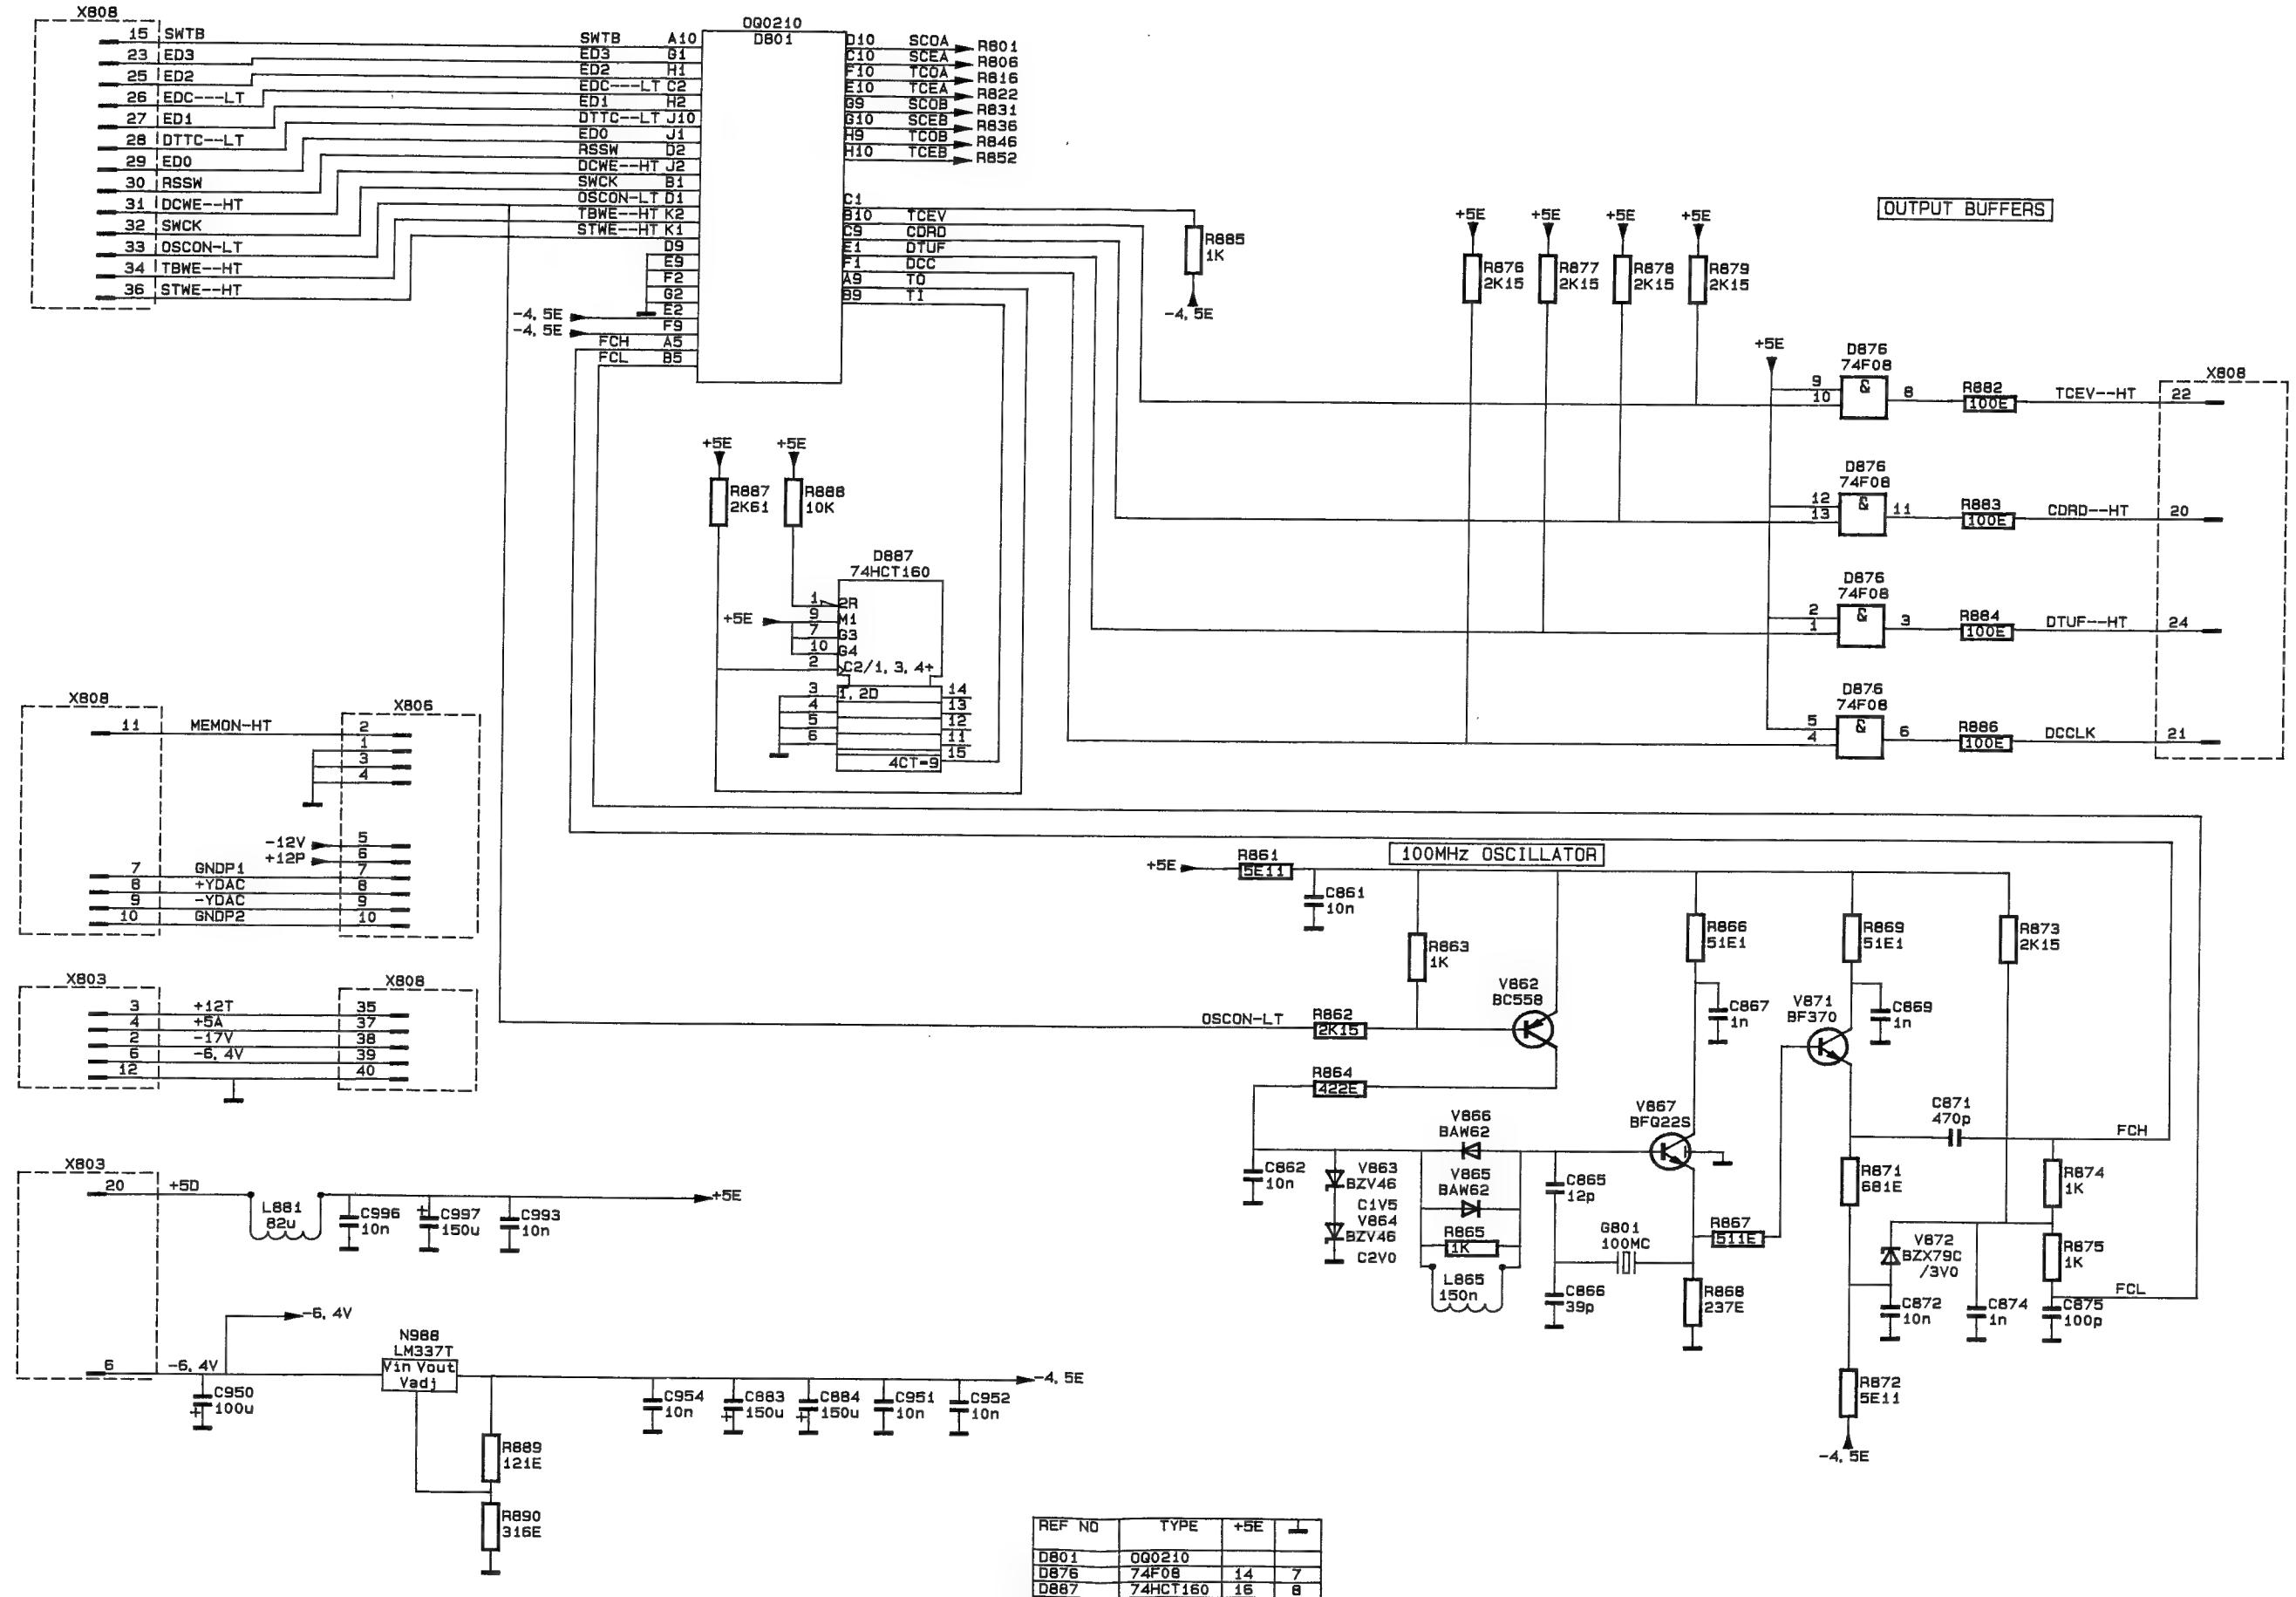 X808
15 SWTB
23 ED3
25 ED2
26 EDC---LT
27 ED1
28 DTTC--LT
29 ED0
30 RSSW
31 DCWE--HT
32 SWCK
33 OSCON-LT
34 TBWE--HT
36 STWE--HT
OQ0210
D801
SWTB A10
ED3 G1
ED2 H1
EDC---LT C2
ED1 H2
DTTC--LT J10
ED0 J1
RSSW D2
DCWE--HT J2
SWCK B1
OSCON-LT D1
TBWE--HT K2
STWE--HT K1
D9
E9
F2
G2
-4,5E E2
-4,5E F9
FCH A5
FCL B5
D10 SCOA R801
C10 SCEA R806
F10 TCOA R816
E10 TCEA R822
G9 SCOB R831
G10 SCEB R836
H9 TCOB R846
H10 TCEB R852
C1
B10 TCEV
C9 CDRD
E1 DTUF
F1 DCC
A9 TO
B9 TI
R885
1K
-4,5E
OUTPUT BUFFERS
+5E +5E +5E +5E
R876
2K15
R877
2K15
R878
2K15
R879
2K15
+5E
D876
74F08
9
10
&
8
R882
100E
TCEV--HT
X808
22
D876
74F08
12
13
&
11
R883
100E
CDRD--HT
20
D876
74F08
2
1
&
3
R884
100E
DTUF--HT
24
D876
74F08
5
4
&
6
R886
100E
DCCLK
21
+5E +5E
R887
2K61
R888
10K
D887
74HCT160
1 2R
+5E 9 M1
7 G3
10 G4
2 C2/1,3,4+
3 1,2D 14
4 13
5 12
6 11
15
4CT=9
X808
11 MEMON-HT
7 GNDP1
8 +YDAC
9 -YDAC
10 GNDP2
X806
2
1
3
4
-12V 5
+12P 6
7
8
9
10
X803 X808
3 +12T 35
4 +5A 37
2 -17V 38
6 -6,4V 39
12 40
X803
20 +5D
L881
82u
C996
10n
+
C997
150u
C993
10n
+5E
-6,4V
6 -6,4V
C950
+ 100u
N988
LM337T
Vin Vout
Vadj
R889
121E
R890
316E
C954
10n
C883
+ 150u
C884
+ 150u
C951
10n
C952
10n
-4,5E
100MHz OSCILLATOR
+5E
R861
5E11
C861
10n
R863
1K
V862
BC558
OSCON-LT
R862
2K15
R864
422E
C862
10n
V863
BZV46
C1V5
V864
BZV46
C2V0
V866
BAW62
V865
BAW62
R865
1K
L865
150n
C865
12p
C866
39p
G801
100MC
R866
51E1
C867
1n
V867
BFQ22S
R867
511E
R868
237E
R869
51E1
C869
1n
V871
BF370
R873
2K15
C871
470p
FCH
R871
681E
R874
1K
V872
BZX79C
/3V0
R875
1K
FCL
C872
10n
C874
1n
C875
100p
R872
5E11
-4,5E
REF NO TYPE +5E
D801 OQ0210
D876 74F08 14 7
D887 74HCT160 16 8